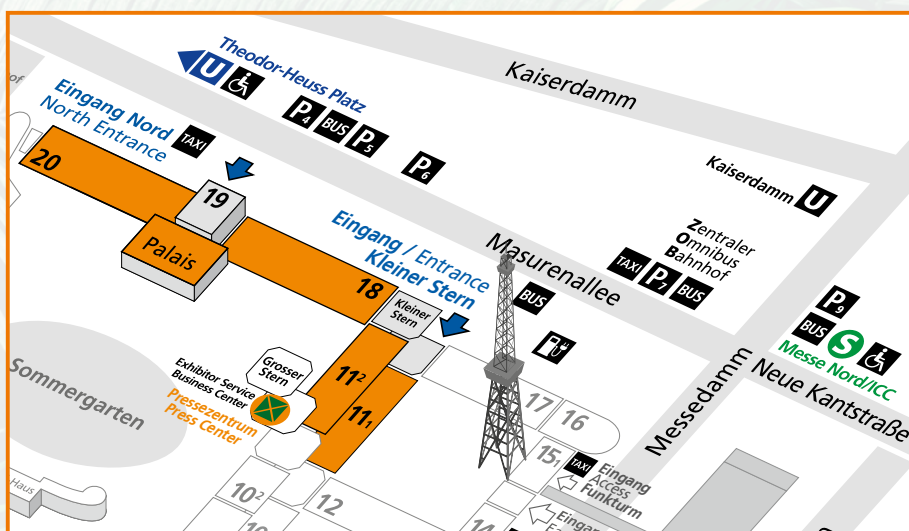 Kaiserdamm
Theodor-Heuss Platz
U
of
P4
BUS
P5
P6
Eingang Nord
North Entrance
TAXI
Kaiserdamm
U
20
19
Palais
18
Eingang / Entrance
Kleiner Stern
Kleiner
Stern
Masurenallee
BUS
Zentraler
Omnibus
Bahnhof
TAXI
P7
BUS
P9
BUS
S
Messe Nord/ICC
Neue Kantstraße
Messedamm
Sommergarten
Exhibitor Service
Business Center
Pressezentrum
Press Center
Grosser
Stern
11²
11₁
17
16
15₁
TAXI
Eingang
Access
Funkturm
Haus
10²
12
14
Eingang